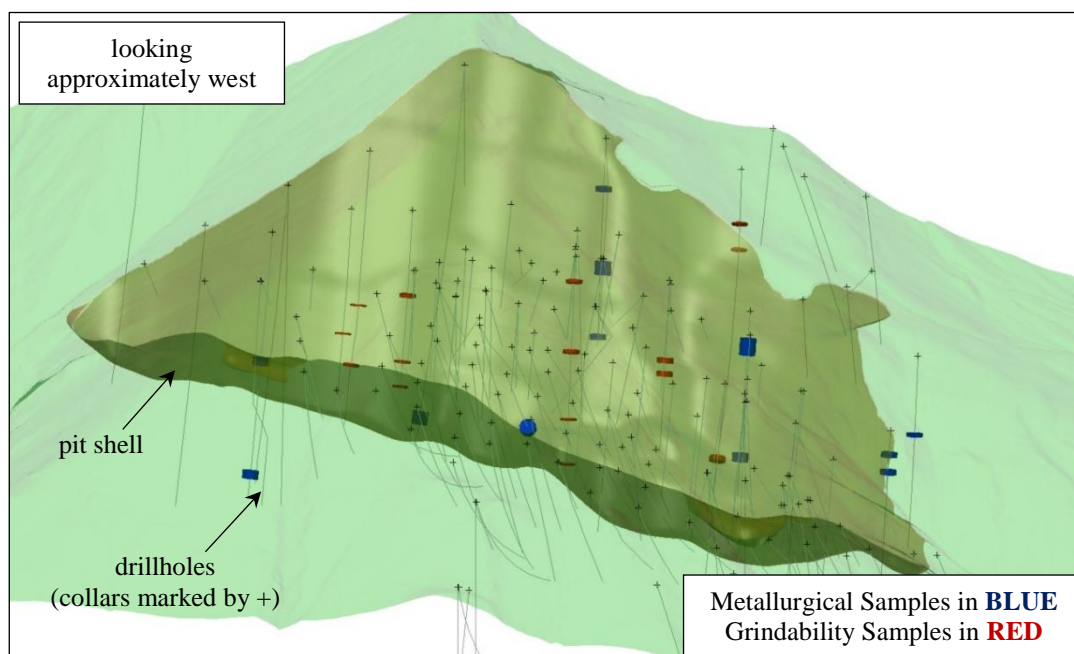 looking
approximately west
pit shell
drillholes
(collars marked by +)
Metallurgical Samples in BLUE
Grindability Samples in RED